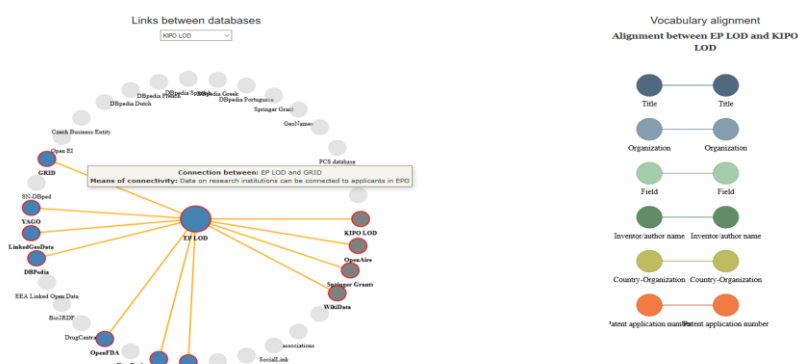 Links between databases
KIPO LOD
DBpedia French
DBpedia Greek
DBpedia Dutch
DBpedia Portuguese
Springer Grant
GeoNames
Czech Business Entity
Open EI
PCS database
GRID
Connection between: EP LOD and GRID
Means of connectivity: Data on research institutions can be connected to applicants in EPO
SN-DBped
YAGO
KIPO LOD
EP LOD
LinkedGeoData
OpenAire
DBPedia
Springer Grants
EEA Linked Open Data
WikiData
Bio2RDF
DrugCentra
OpenFDA
associations
SocialLink
Vocabulary alignment
Alignment between EP LOD and KIPO
LOD
Title Title
Organization Organization
Field Field
Inventor/author name Inventor/author name
Country-Organization Country-Organization
Patent application number Patent application number